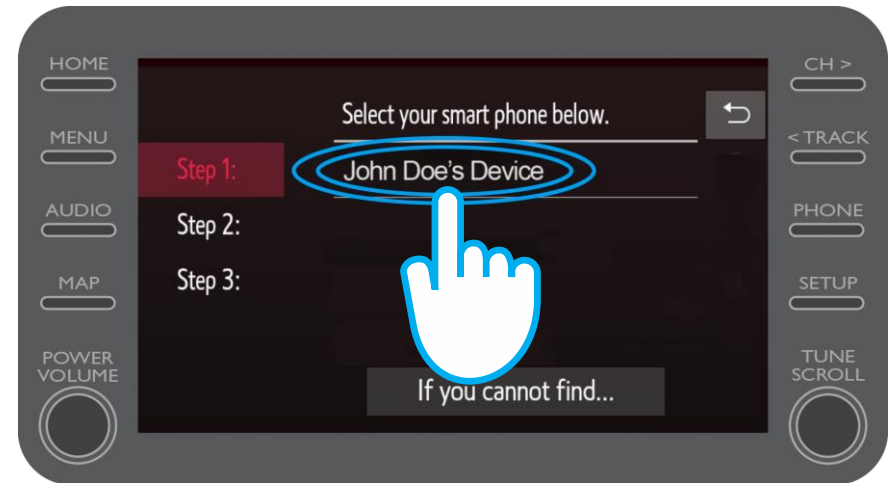 HOME
MENU
AUDIO
MAP
POWER
VOLUME
Select your smart phone below.
Step 1:
John Doe's Device
Step 2:
Step 3:
If you cannot find...
CH >
< TRACK
PHONE
SETUP
TUNE
SCROLL